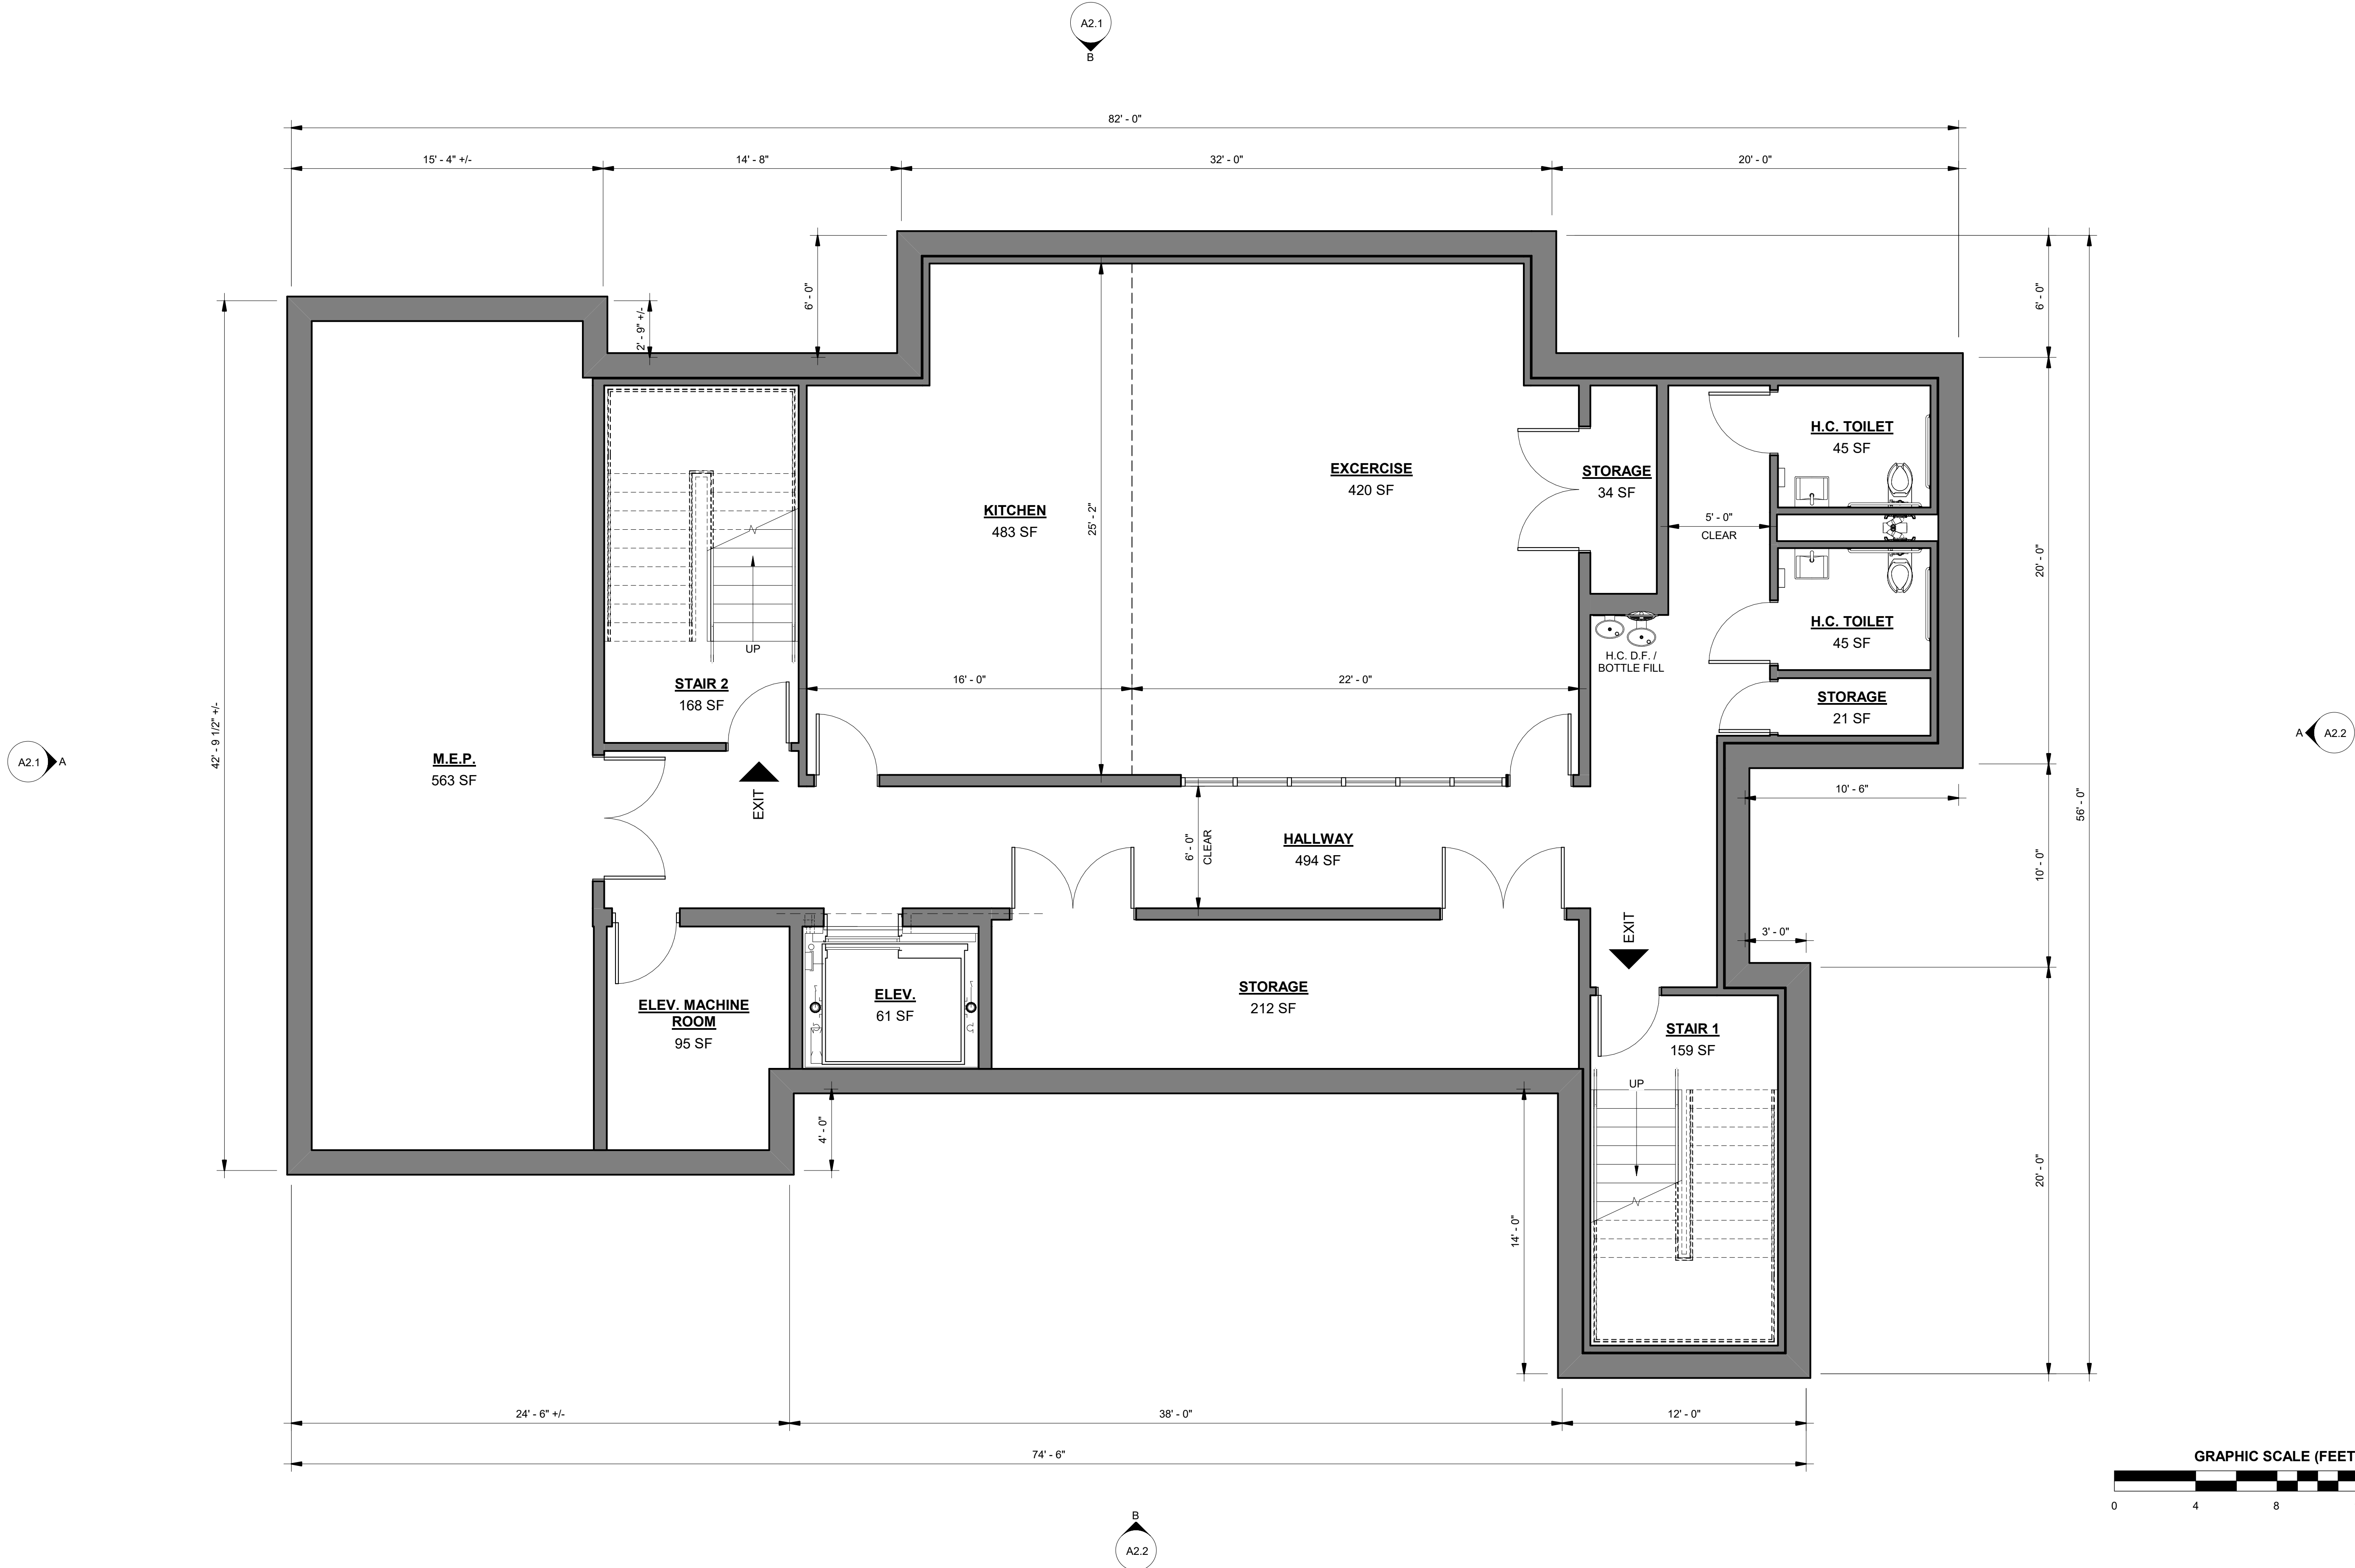 A2.1
B
82' - 0"
15' - 4" +/-
14' - 8"
32' - 0"
20' - 0"
6' - 0"
6' - 0"
2' - 9" +/-
H.C. TOILET
45 SF
EXCERCISE
420 SF
STORAGE
34 SF
KITCHEN
483 SF
25' - 2"
5' - 0"
CLEAR
20' - 0"
H.C. TOILET
45 SF
UP
H.C. D.F. /
BOTTLE FILL
STAIR 2
168 SF
16' - 0"
22' - 0"
STORAGE
21 SF
42' - 9 1/2" +/-
A2.1
A
M.E.P.
563 SF
A
A2.2
EXIT
10' - 6"
56' - 0"
HALLWAY
494 SF
6' - 0"
CLEAR
10' - 0"
EXIT
3' - 0"
ELEV. MACHINE
ROOM
95 SF
ELEV.
61 SF
STORAGE
212 SF
STAIR 1
159 SF
UP
4' - 0"
14' - 0"
20' - 0"
24' - 6" +/-
38' - 0"
12' - 0"
74' - 6"
GRAPHIC SCALE (FEET
0
4
8
B
A2.2